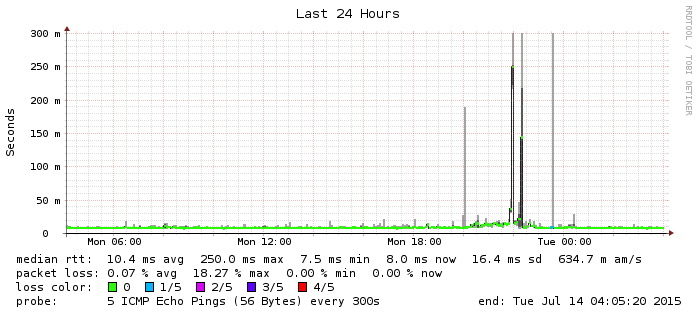 Last 24 Hours
RRDTOOL / TOBI OETIKER
Seconds
300 m
250 m
200 m
150 m
100 m
50 m
0
Mon 06:00 Mon 12:00 Mon 18:00 Tue 00:00
median rtt: 10.4 ms avg 250.0 ms max 7.5 ms min 8.0 ms now 16.4 ms sd 634.7 m am/s
packet loss: 0.07 % avg 18.27 % max 0.00 % min 0.00 % now
loss color: 0 1/5 2/5 3/5 4/5
probe: 5 ICMP Echo Pings (56 Bytes) every 300s end: Tue Jul 14 04:05:20 2015